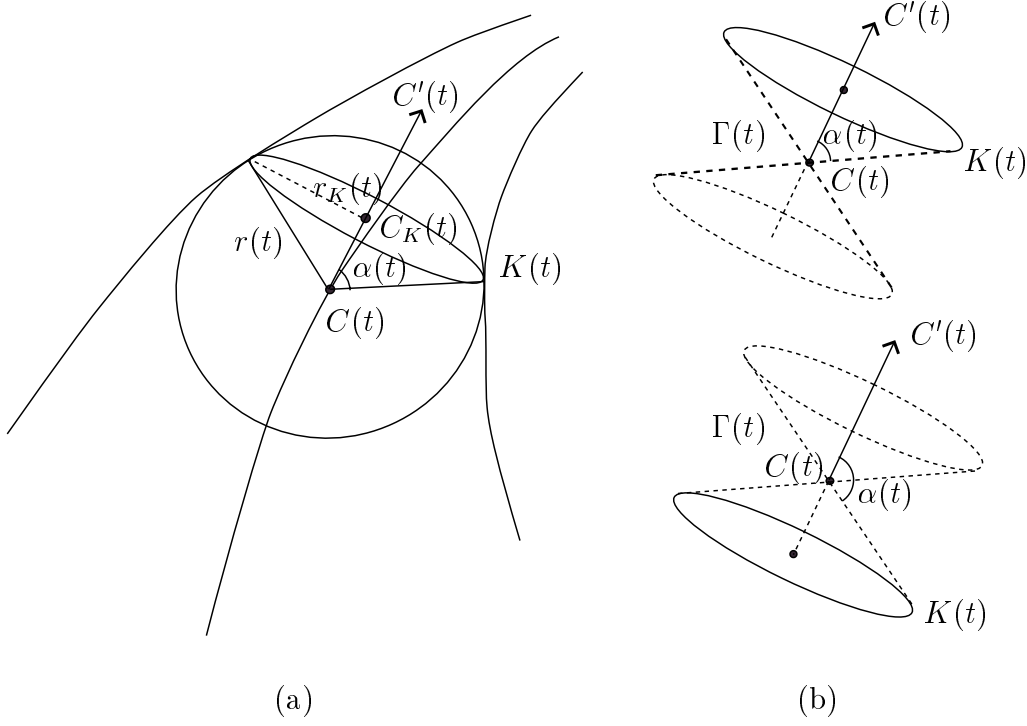 C′(t)
r_K(t)
C_K(t)
r(t)
α(t)
K(t)
C(t)
(a)
C′(t)
Γ(t)
α(t)
K(t)
C(t)
C′(t)
Γ(t)
C(t)
α(t)
K(t)
(b)